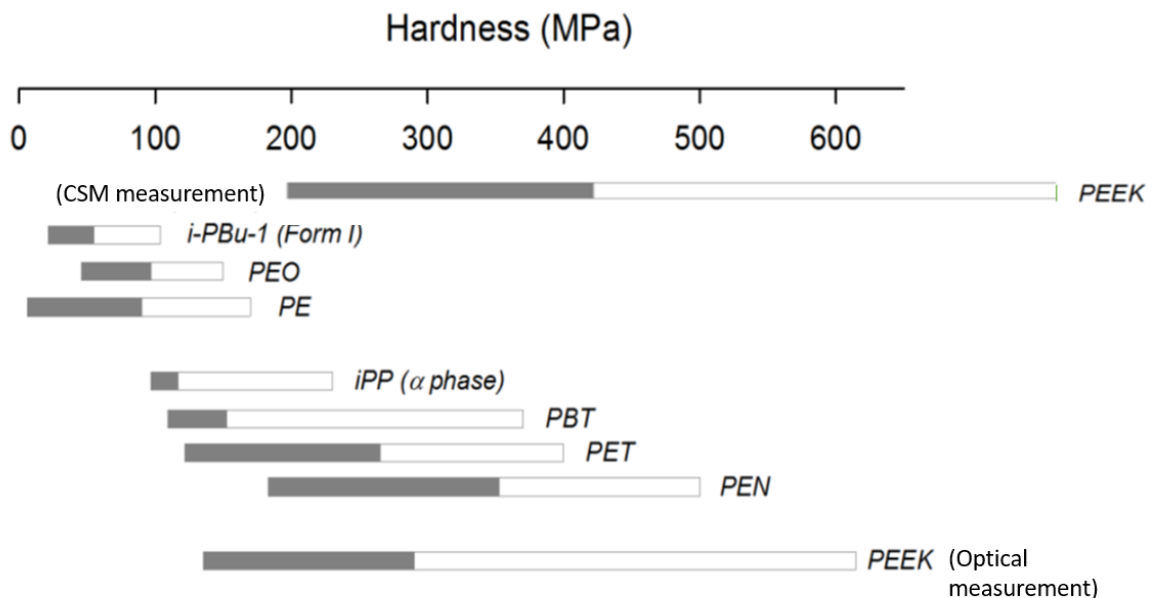 Hardness (MPa)
0 100 200 300 400 500 600
(CSM measurement) PEEK
i-PBu-1 (Form I)
PEO
PE
iPP (α phase)
PBT
PET
PEN
PEEK (Optical
measurement)